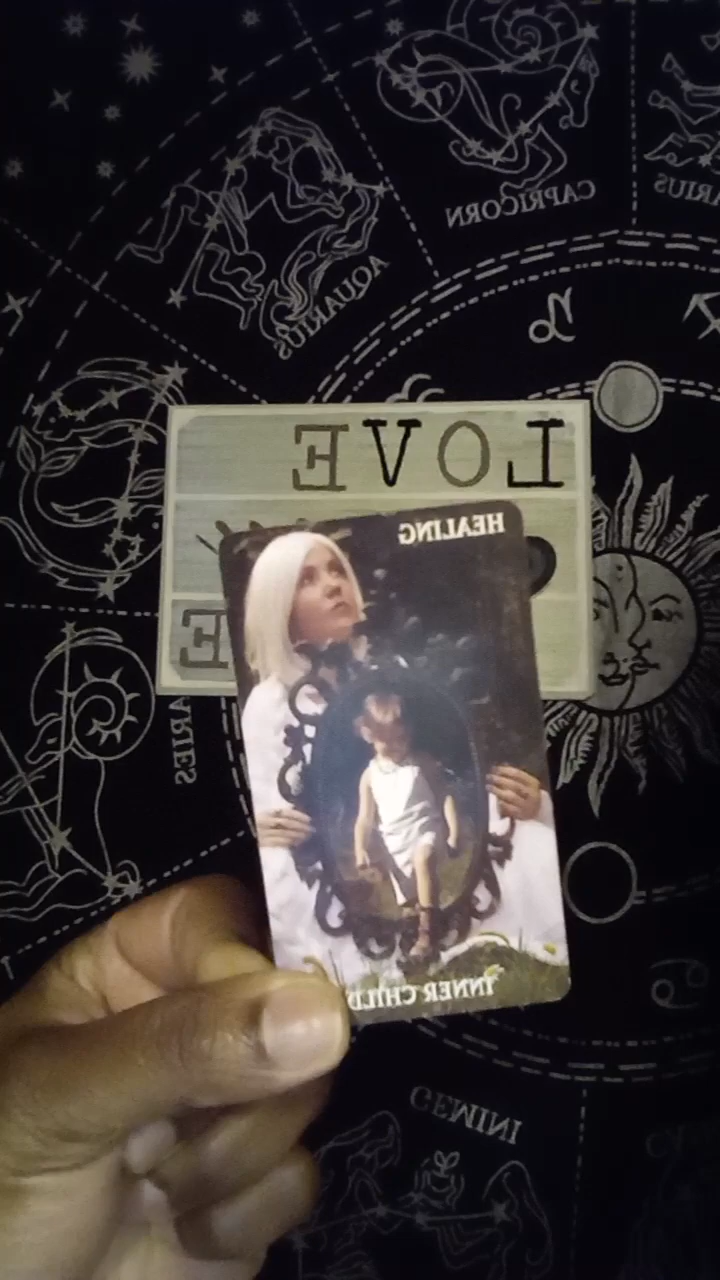 CAPRICORN
AQUARIUS
LOVE
HEALING
ARIES
INNER CHILD
GEMINI